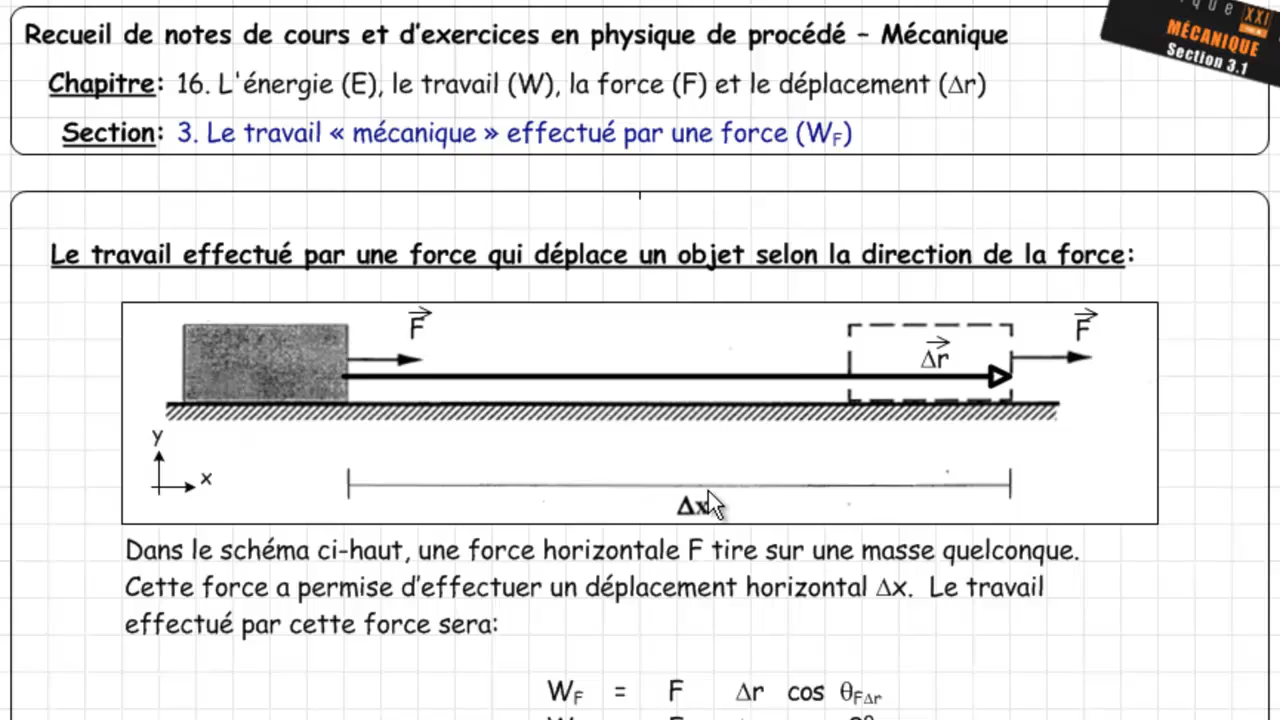 Recueil de notes de cours et d'exercices en physique de procédé – Mécanique
XXI
MÉCANIQUE
Section 3.1
Chapitre: 16. L'énergie (E), le travail (W), la force (F) et le déplacement (Δr)
Section: 3. Le travail « mécanique » effectué par une force (WF)
Le travail effectué par une force qui déplace un objet selon la direction de la force:
F
F
Δr
y
x
Δx
Dans le schéma ci-haut, une force horizontale F tire sur une masse quelconque.
Cette force a permise d'effectuer un déplacement horizontal Δx. Le travail
effectué par cette force sera:
WF = F Δr cos θFΔr